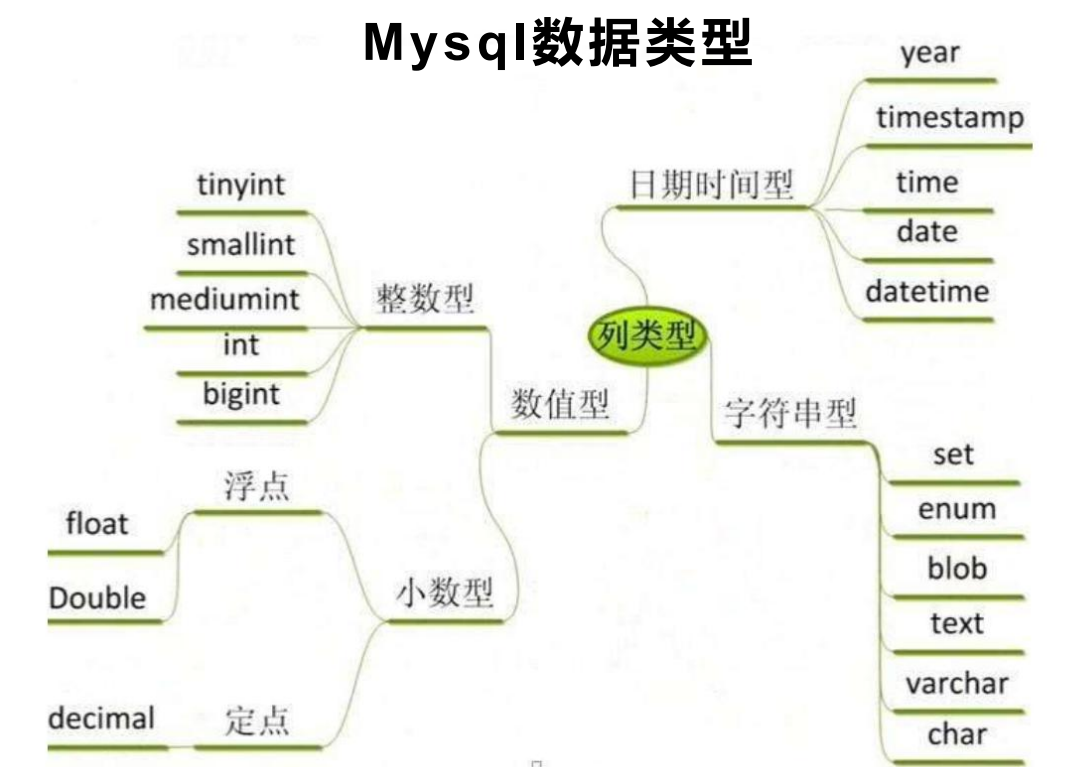 Mysql数据类型
列类型
日期时间型
year
timestamp
time
date
datetime
数值型
整数型
tinyint
smallint
mediumint
int
bigint
小数型
浮点
float
Double
定点
decimal
字符串型
set
enum
blob
text
varchar
char